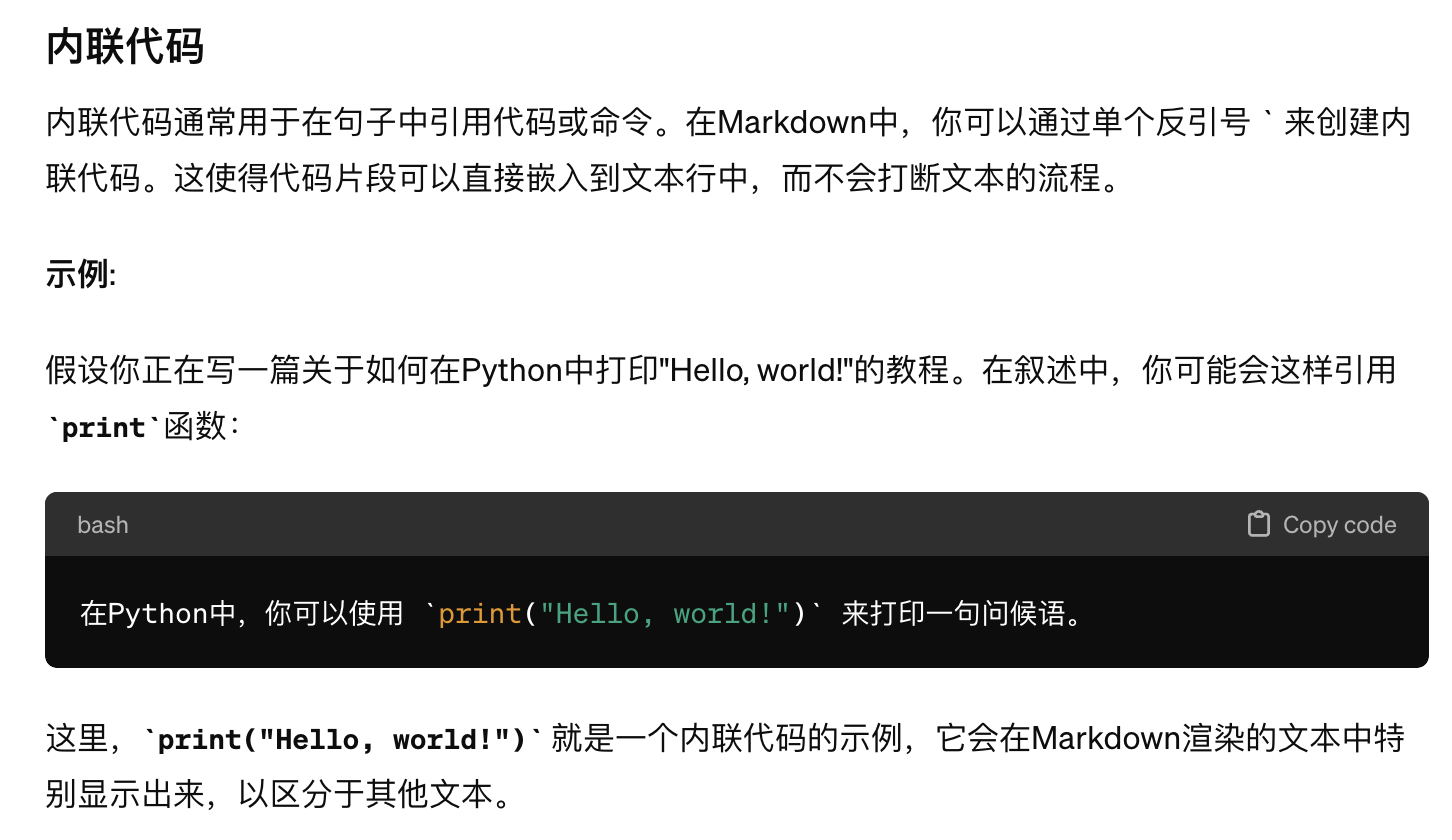 内联代码
内联代码通常用于在句子中引用代码或命令。在Markdown中，你可以通过单个反引号 ` 来创建内
联代码。这使得代码片段可以直接嵌入到文本行中，而不会打断文本的流程。
示例:
假设你正在写一篇关于如何在Python中打印"Hello, world!"的教程。在叙述中，你可能会这样引用
`print`函数：
bash
Copy code
在Python中，你可以使用 `print("Hello, world!")` 来打印一句问候语。
这里，`print("Hello, world!")`就是一个内联代码的示例，它会在Markdown渲染的文本中特
别显示出来，以区分于其他文本。